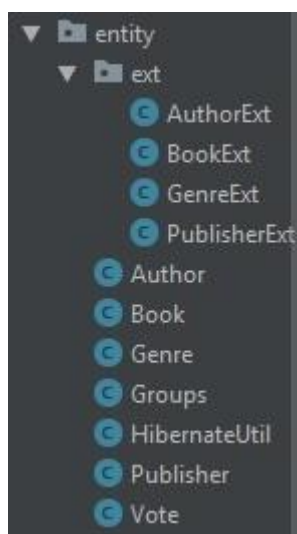 entity
ext
AuthorExt
BookExt
GenreExt
PublisherExt
Author
Book
Genre
Groups
HibernateUtil
Publisher
Vote